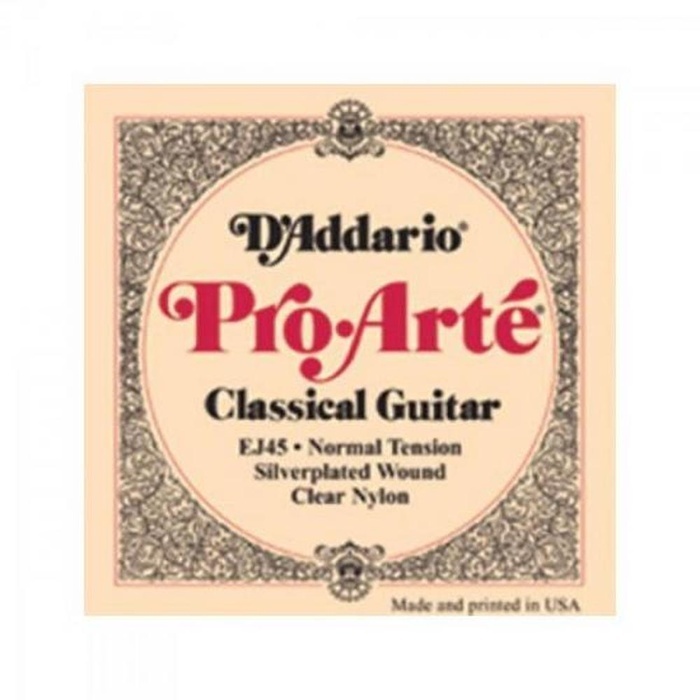 D'Addario®
Pro·Arté®
Classical Guitar
EJ45 • Normal Tension
Silverplated Wound
Clear Nylon
Made and printed in USA